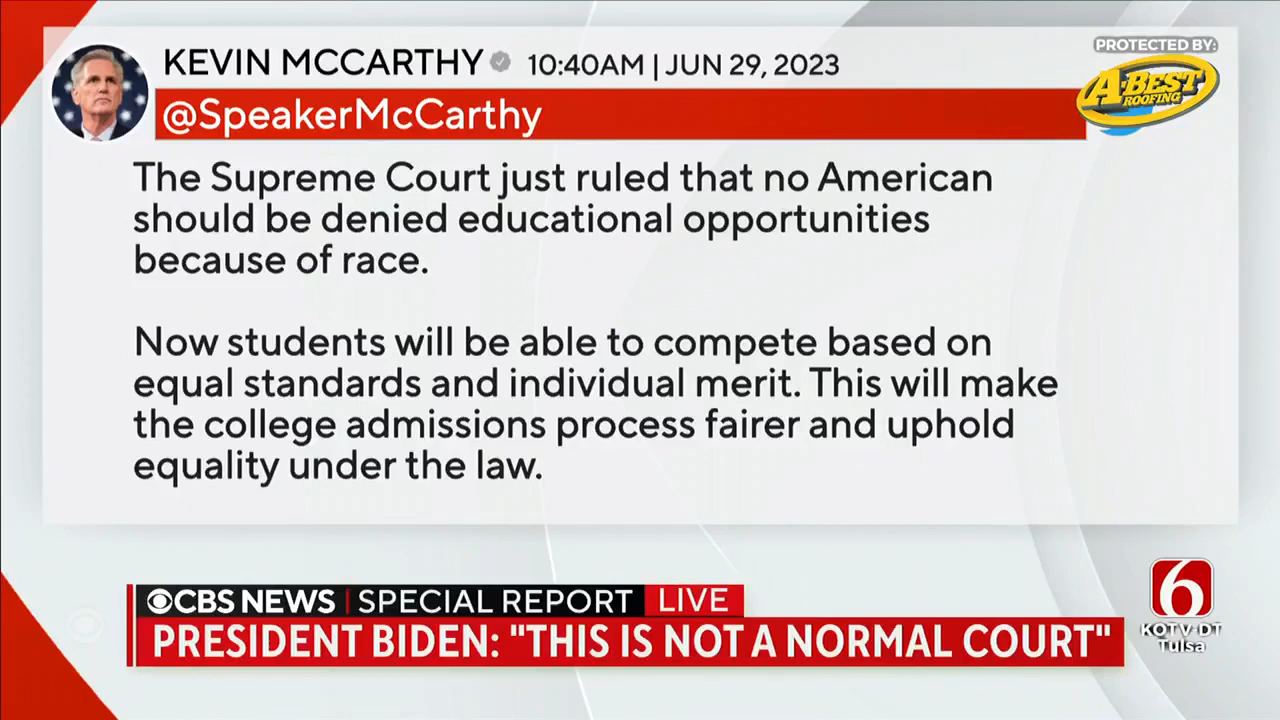 KEVIN MCCARTHY 10:40AM | JUN 29, 2023
PROTECTED BY:
A-BEST
ROOFING
@SpeakerMcCarthy
The Supreme Court just ruled that no American
should be denied educational opportunities
because of race.
Now students will be able to compete based on
equal standards and individual merit. This will make
the college admissions process fairer and uphold
equality under the law.
CBS NEWS | SPECIAL REPORT LIVE
PRESIDENT BIDEN: "THIS IS NOT A NORMAL COURT"
6
KOTV-DT
Tulsa